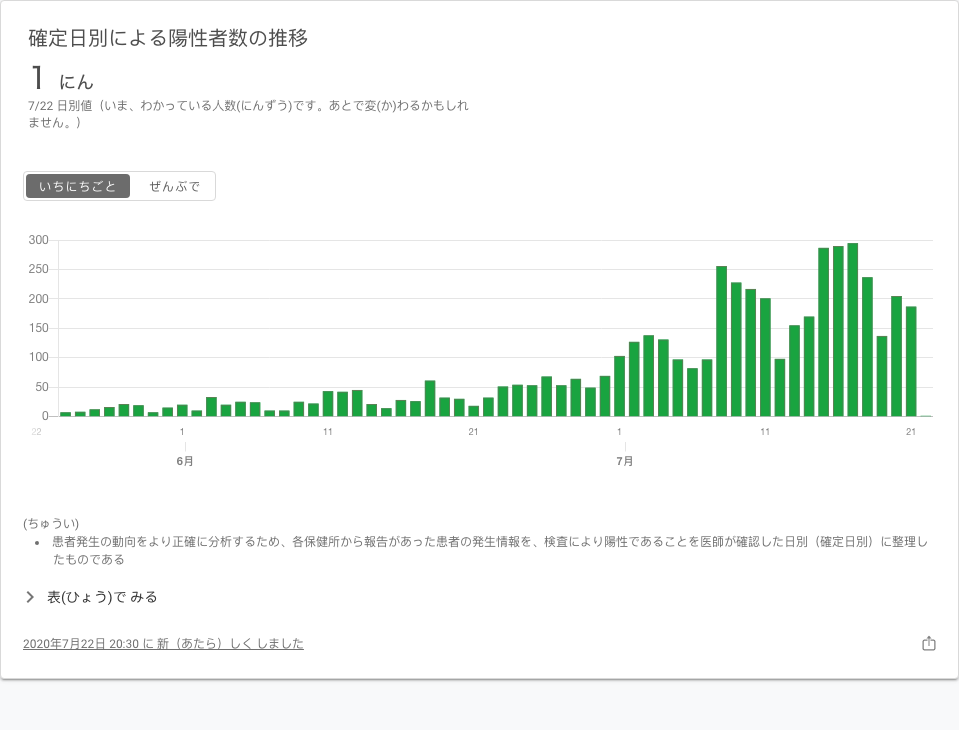 確定日別による陽性者数の推移
1 にん
7/22 日別値（いま、わかっている人数(にんずう)です。あとで変(か)わるかもしれ
ません。）
いちにちごと ぜんぶで
300
250
200
150
100
50
0
22 1 11 21 1 11 21
6月 7月
(ちゅうい)
• 患者発生の動向をより正確に分析するため、各保健所から報告があった患者の発生情報を、検査により陽性であることを医師が確認した日別（確定日別）に整理し
たものである
表(ひょう)で みる
2020年7月22日 20:30 に 新（あたら）しく しました